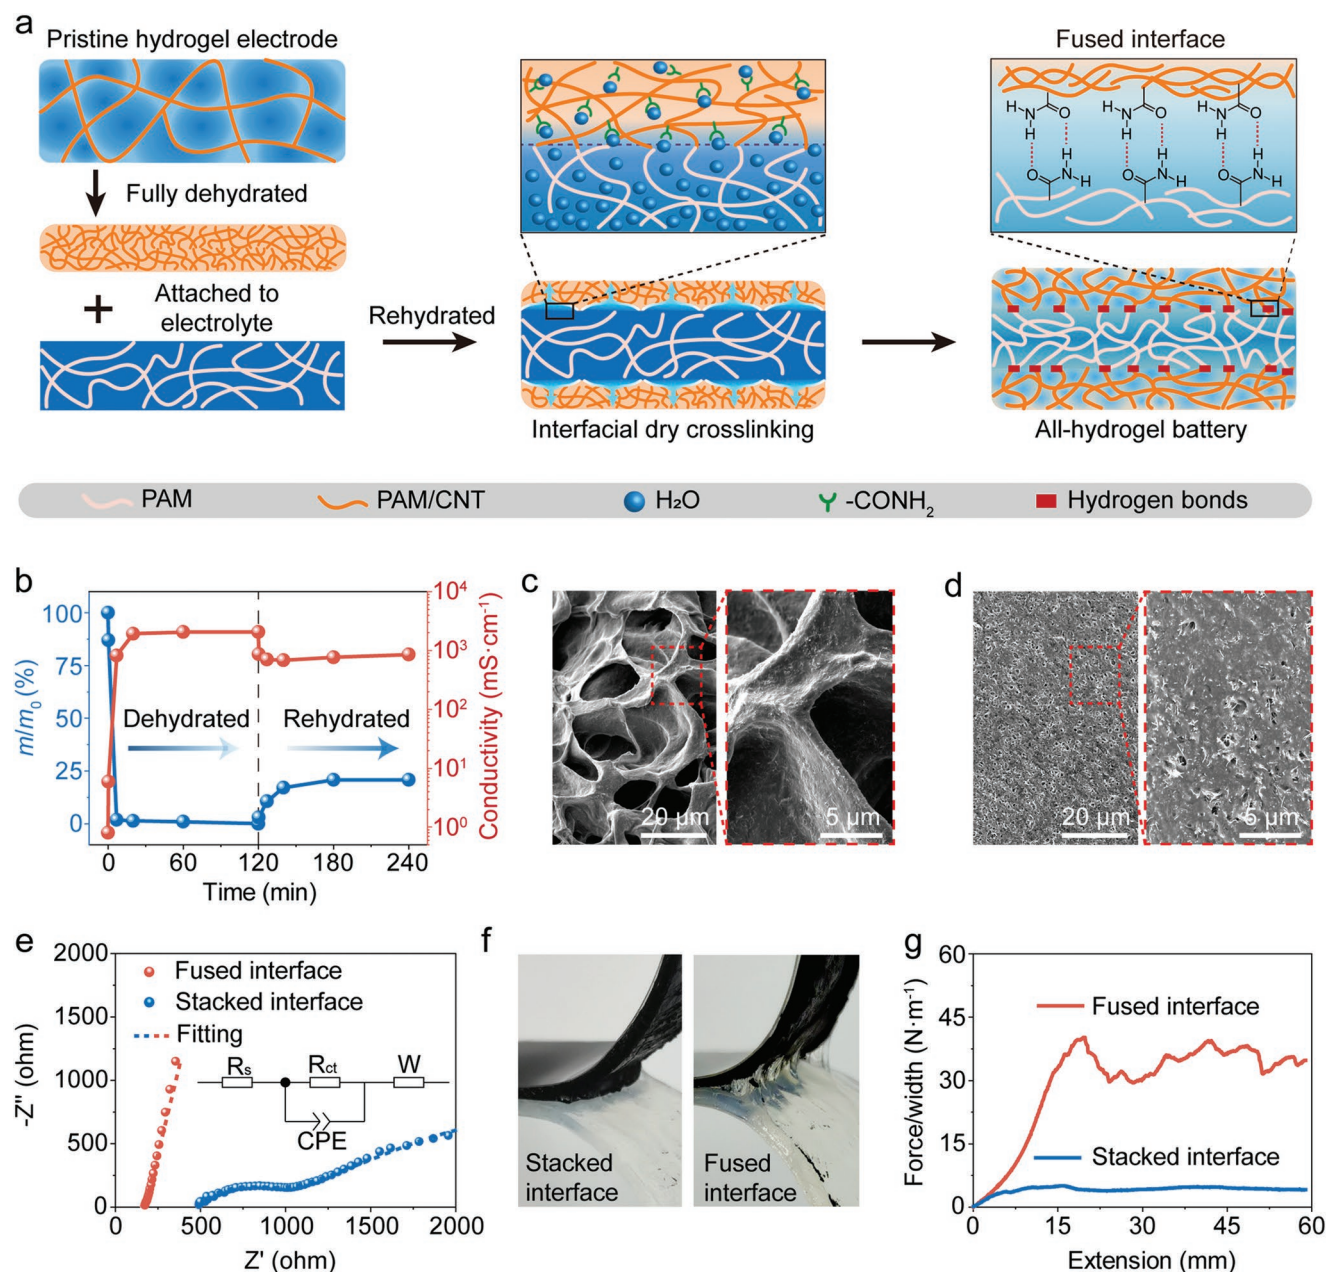 a
Pristine hydrogel electrode
Fully dehydrated
Attached to
electrolyte
Rehydrated
Interfacial dry crosslinking
Fused interface
H N H O
H N H O
H N H O
O H N H
O H N H
O H N H
All-hydrogel battery
PAM
PAM/CNT
H₂O
-CONH₂
Hydrogen bonds
b
m/m₀ (%)
100
75
50
25
0
Dehydrated
Rehydrated
10⁴
10³
10²
10¹
10⁰
Conductivity (mS·cm⁻¹)
0 60 120 180 240
Time (min)
c
20 μm
5 μm
d
20 μm
5 μm
e
-Z" (ohm)
2000
1500
1000
500
0
Fused interface
Stacked interface
Fitting
Rs
Rct
W
CPE
0 500 1000 1500 2000
Z' (ohm)
f
Stacked
interface
Fused
interface
g
Force/width (N·m⁻¹)
60
45
30
15
0
Fused interface
Stacked interface
0 15 30 45 60
Extension (mm)